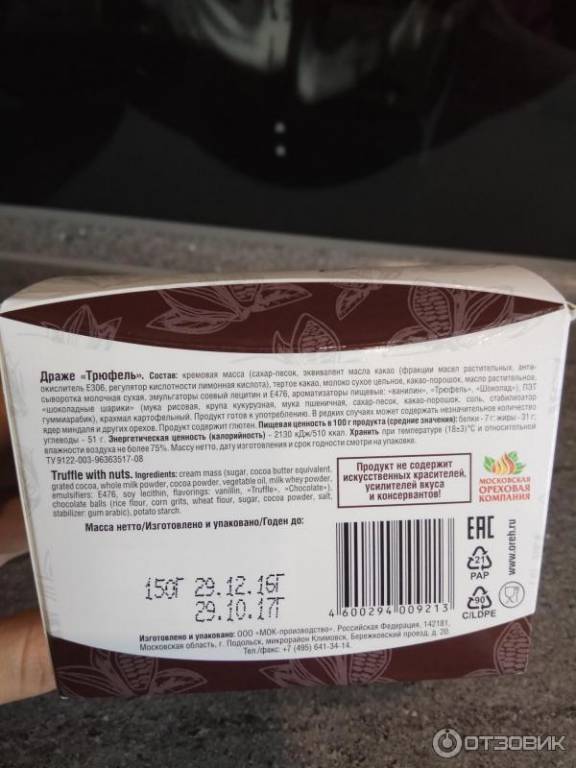 Драже «Трюфель». Состав: кремовая масса (сахар-песок, эквивалент масла какао (фракции масел растительных, анти-
окислитель Е306, регулятор кислотности лимонная кислота), тертое какао, молоко сухое цельное, какао-порошок, масло растительное,
сыворотка молочная сухая, эмульгаторы соевый лецитин и Е476, ароматизаторы пищевые: «ванилин», «Трюфель», «Шоколад»), ПЭТ
«шоколадные шарики» (мука рисовая, крупа кукурузная, мука пшеничная, сахар-песок, какао-порошок, соль, стабилизатор
гуммиарабик), крахмал картофельный. Продукт готов к употреблению. В редких случаях может содержать незначительное количество
ядер миндаля и других орехов. Продукт содержит глютен. Пищевая ценность в 100 г продукта (средние значения): белки - 7 г; жиры - 31 г;
углеводы - 51 г. Энергетическая ценность (калорийность) - 2130 кДж/510 ккал. Хранить при температуре (18±3)°С и относительной
влажности воздуха не более 75%. Массу нетто, дату изготовления и срок годности смотри на упаковке.
ТУ 9122-003-96363517-08
Truffle with nuts. Ingredients: cream mass (sugar, cocoa butter equivalent,
grated cocoa, whole milk powder, cocoa powder, vegetable oil, milk whey powder,
emulsifiers: E476, soy lecithin, flavorings: vanillin, «Truffle», «Chocolate»),
chocolate balls (rice flour, corn grits, wheat flour, sugar, cocoa powder, salt,
stabilizer: gum arabic), potato starch.
Продукт не содержит
искусственных красителей,
усилителей вкуса
и консервантов!
МОСКОВСКАЯ
ОРЕХОВАЯ
КОМПАНИЯ
Масса нетто/Изготовлено и упаковано/Годен до:
150Г 29.12.16Г
29.10.17Г
4 600294 009213
EAC
21
PAP
90
C/LDPE
www.oreh.ru
Изготовлено и упаковано: ООО «МОК-производство». Российская Федерация, 142181,
Московская область, г. Подольск, микрорайон Климовск, Бережковский проезд, д. 20.
Тел./факс: +7 (495) 641-34-14.
ОТЗОВИК